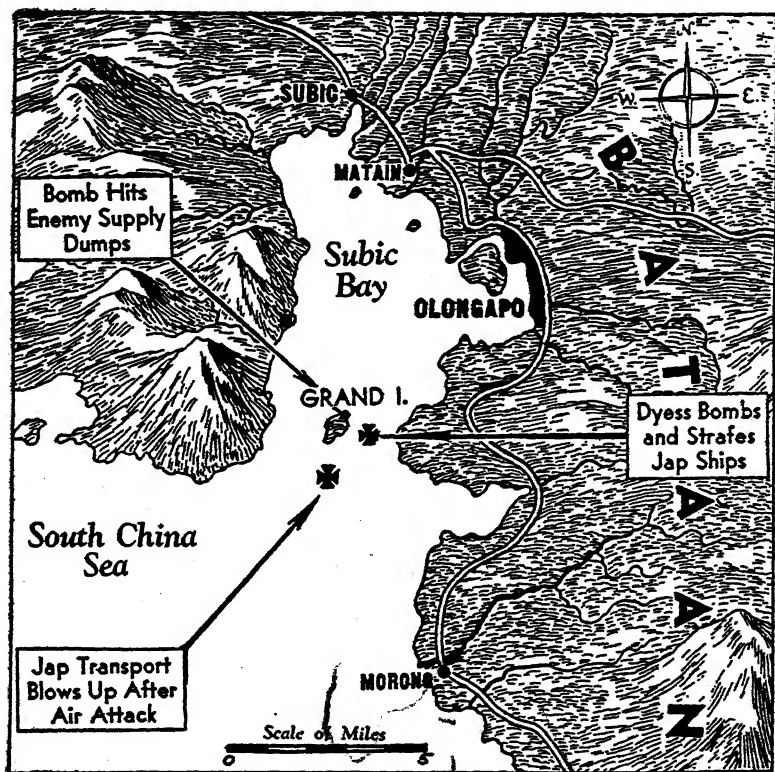 N.
W.
E.
S
SUBIC
MATAIN
Bomb Hits
Enemy Supply
Dumps
Subic
Bay
OLONGAPO
GRAND I.
Dyess Bombs
and Strafes
Jap Ships
South China
Sea
Jap Transport
Blows Up After
Air Attack
MORONG
Scale of Miles
0 5
BATAAN